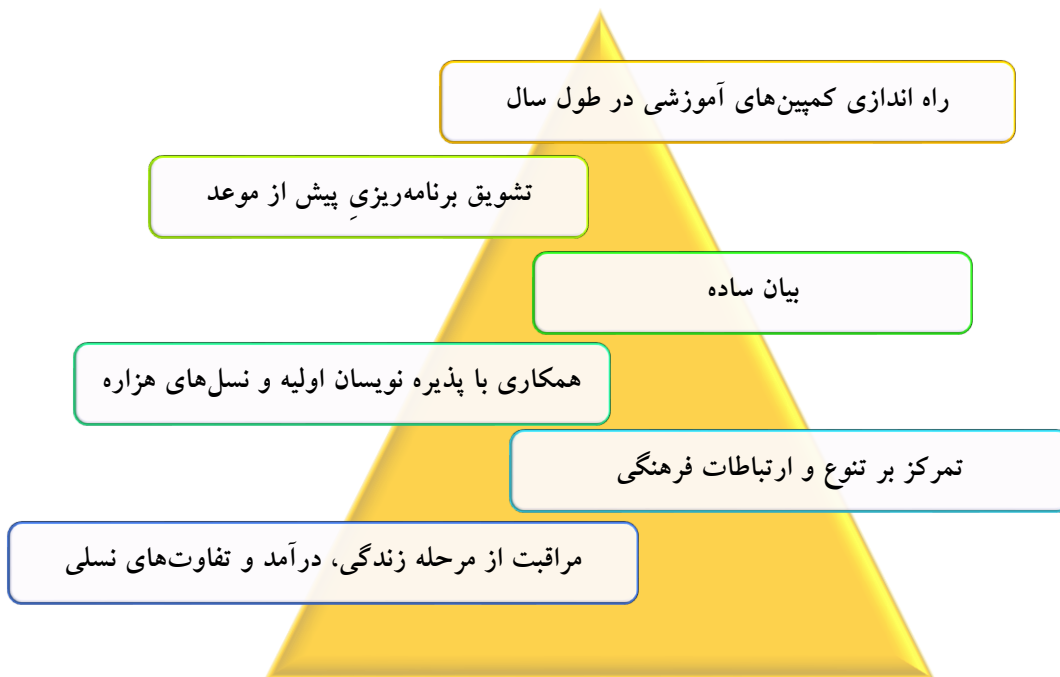 راه اندازی کمپین‌های آموزشی در طول سال
تشویق برنامه‌ریزیِ پیش از موعد
بیان ساده
همکاری با پذیره نویسان اولیه و نسل‌های هزاره
تمرکز بر تنوع و ارتباطات فرهنگی
مراقبت از مرحله زندگی، درآمد و تفاوت‌های نسلی